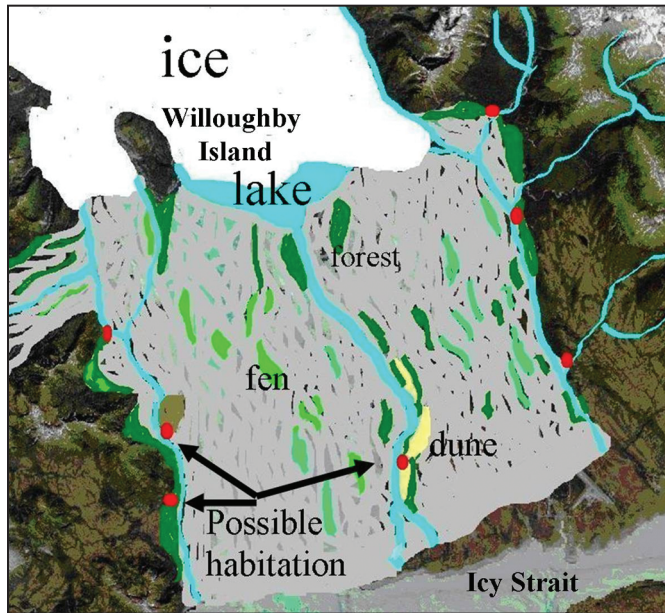 ice
Willoughby
Island
lake
forest
fen
dune
Possible
habitation
Icy Strait